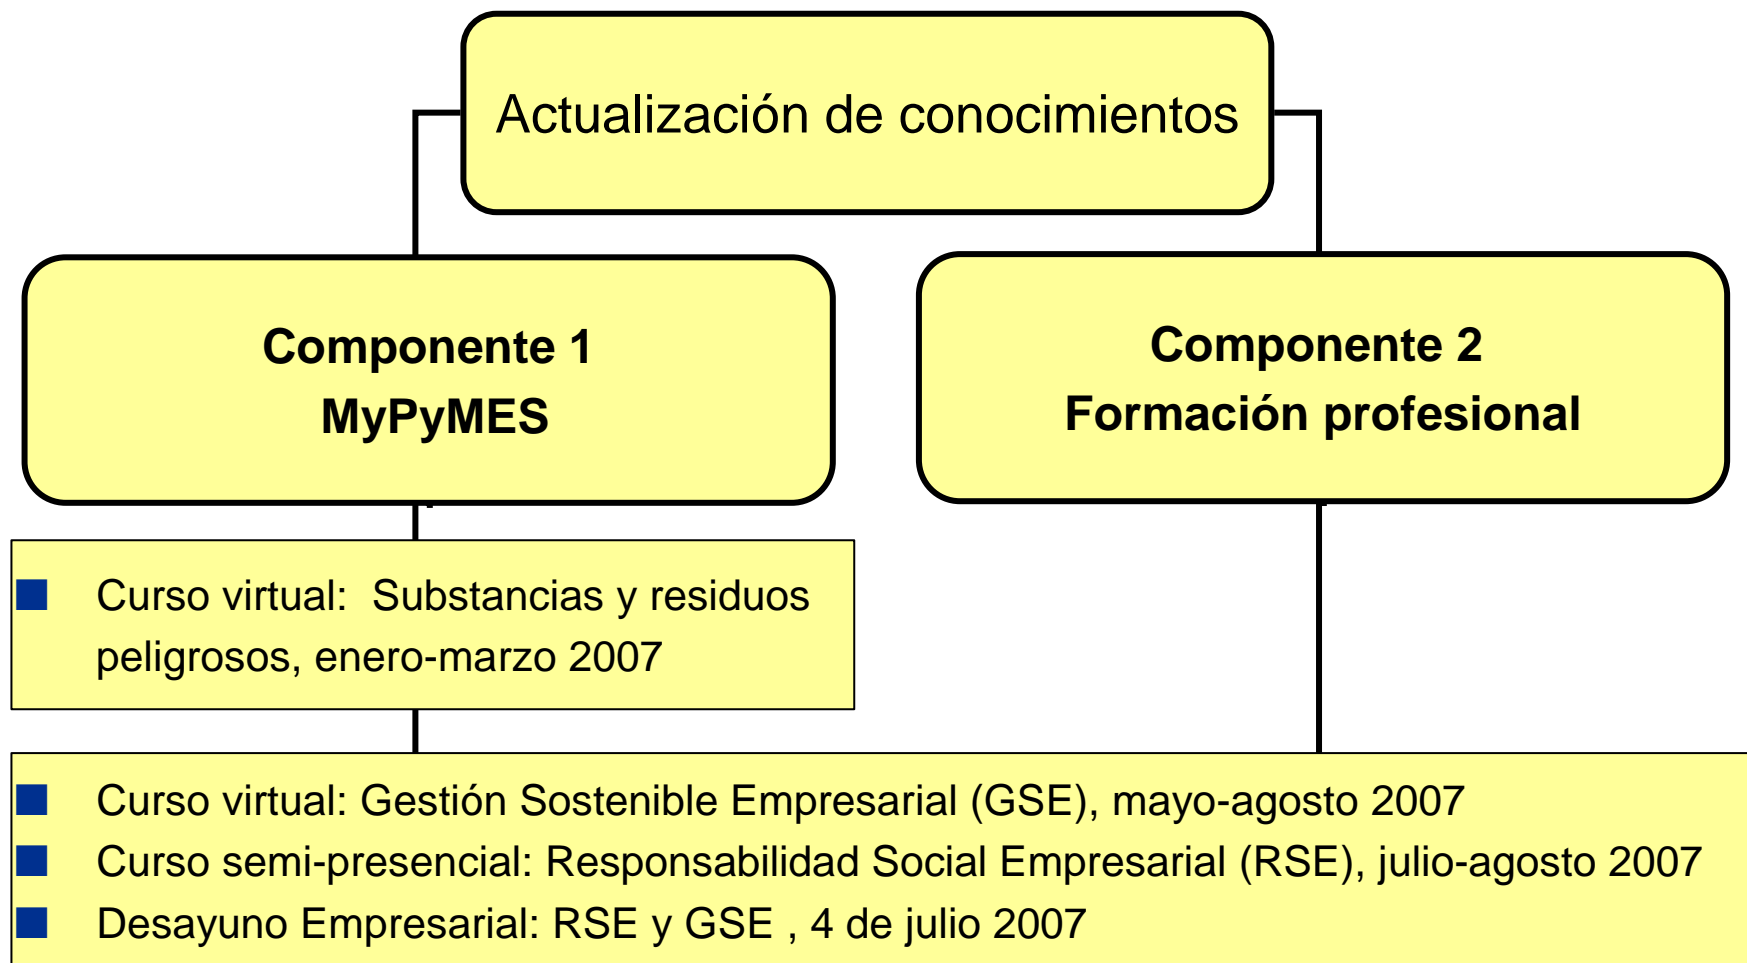 Actualización de conocimientos
Componente 1
MyPyMES
Componente 2
Formación profesional
Curso virtual: Substancias y residuos
peligrosos, enero-marzo 2007
Curso virtual: Gestión Sostenible Empresarial (GSE), mayo-agosto 2007
Curso semi-presencial: Responsabilidad Social Empresarial (RSE), julio-agosto 2007
Desayuno Empresarial: RSE y GSE , 4 de julio 2007